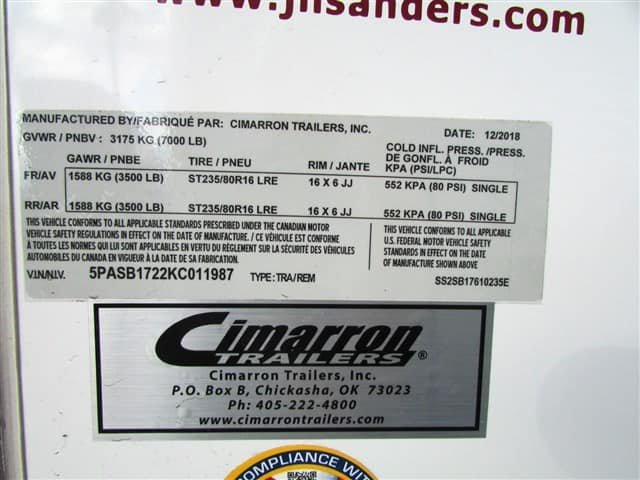 www.jhsanders.com
MANUFACTURED BY/FABRIQUÉ PAR: CIMARRON TRAILERS, INC.
DATE: 12/2018
GVWR / PNBV : 3175 KG (7000 LB)
COLD INFL. PRESS./PRESS.
DE GONFL. À FROID
KPA (PSI/LPC)
GAWR / PNBE TIRE / PNEU RIM / JANTE
FR/AV 1588 KG (3500 LB) ST235/80R16 LRE 16 X 6 JJ 552 KPA (80 PSI) SINGLE
RR/AR 1588 KG (3500 LB) ST235/80R16 LRE 16 X 6 JJ 552 KPA (80 PSI) SINGLE
THIS VEHICLE CONFORMS TO ALL APPLICABLE STANDARDS PRESCRIBED UNDER THE CANADIAN MOTOR
VEHICLE SAFETY REGULATIONS IN EFFECT ON THE DATE OF MANUFACTURE. / CE VÉHICULE EST CONFORME
À TOUTES LES NORMES QUI LUI SONT APPLICABLES EN VERTU DU RÈGLEMENT SUR LA SÉCURITÉ DES VÉHICULES
AUTOMOBILES DU CANADA EN VIGUEUR À LA DATE DE SA FABRICATION.
THIS VEHICLE CONFORMS TO ALL APPLICABLE
U.S. FEDERAL MOTOR VEHICLE SAFETY
STANDARDS IN EFFECT ON THE DATE
OF MANUFACTURE SHOWN ABOVE
V.I.N./N.I.V. 5PASB1722KC011987 TYPE: TRA/REM
SS2SB17610235E
Cimarron
TRAILERS®
Cimarron Trailers, Inc.
P.O. Box B, Chickasha, OK 73023
Ph: 405-222-4800
www.cimarrontrailers.com
COMPLIANCE WITH